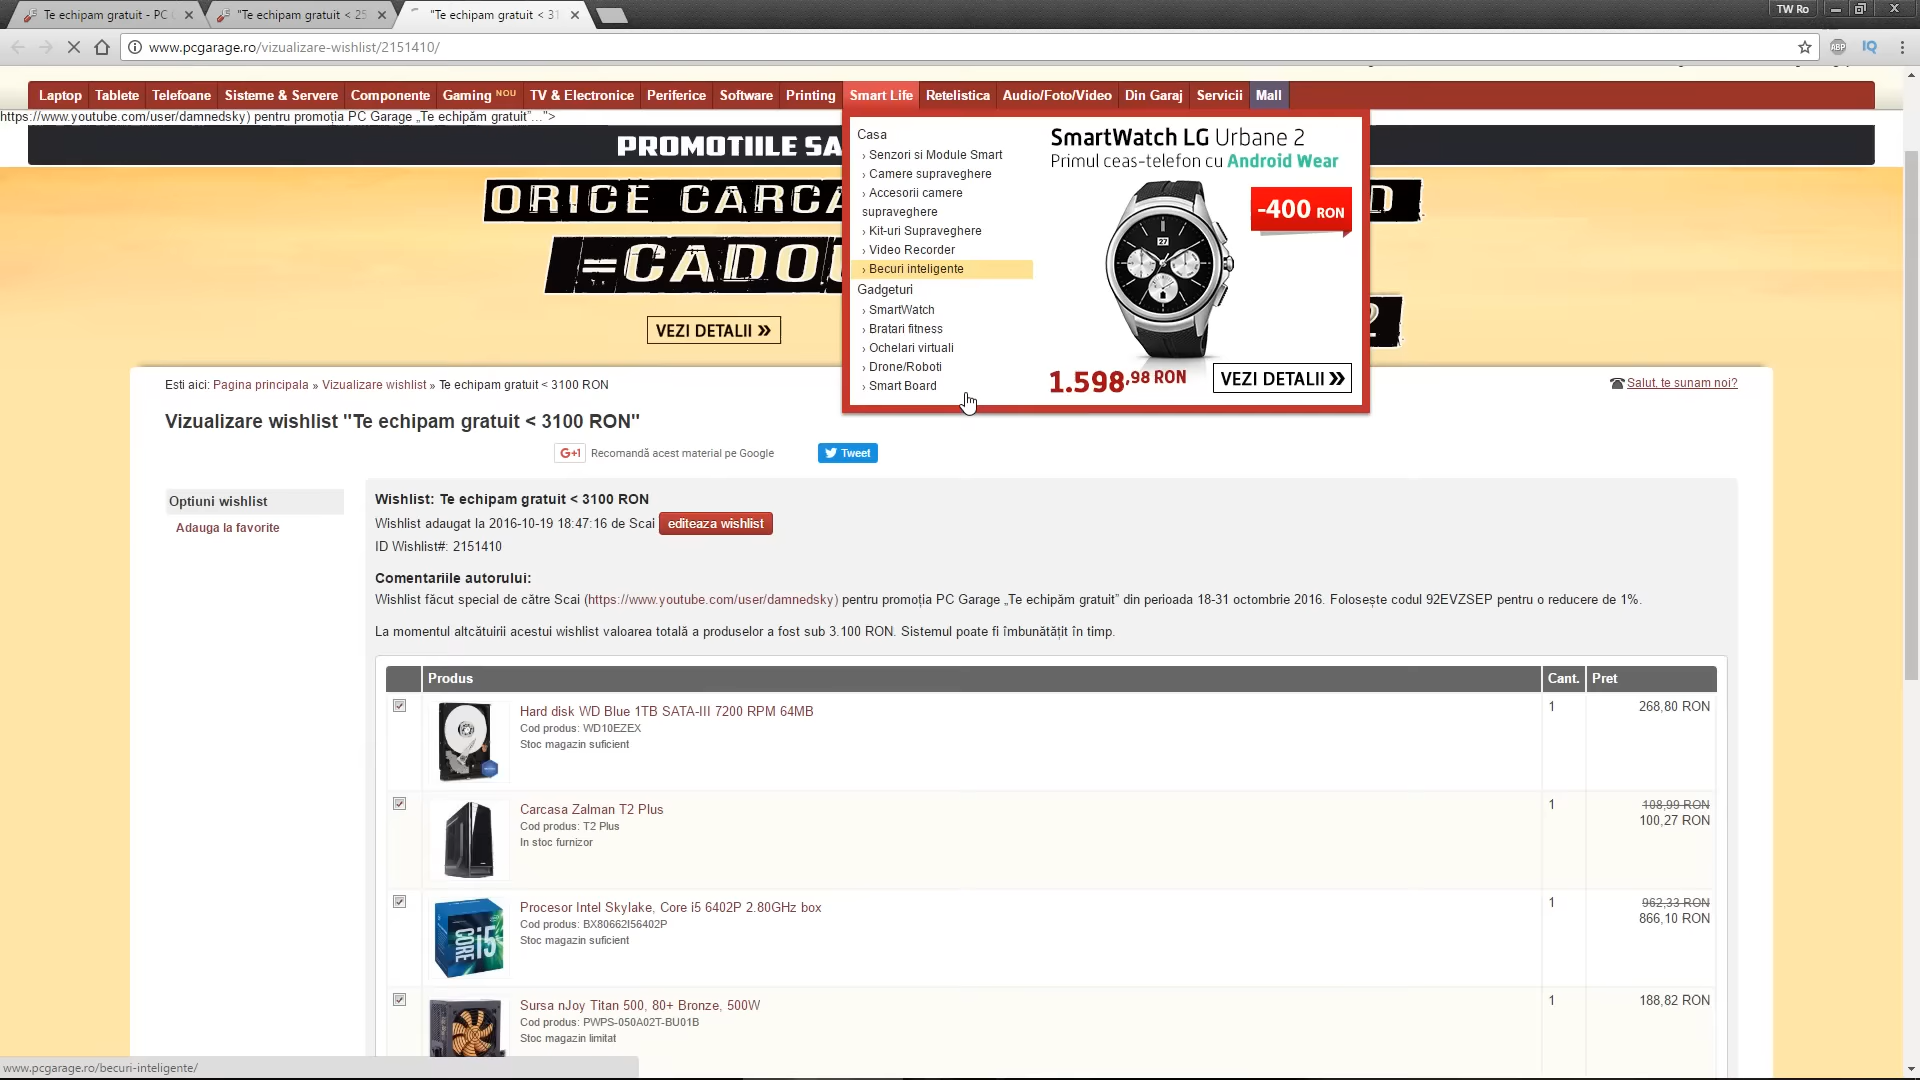 Te echipam gratuit - PC
"Te echipam gratuit < 25
"Te echipam gratuit < 31
TW Ro
www.pcgarage.ro/vizualizare-wishlist/2151410/
ABP
IQ
Laptop Tablete Telefoane Sisteme & Servere Componente Gaming NOU TV & Electronice Periferice Software Printing Smart Life Retelistica Audio/Foto/Video Din Garaj Servicii Mall
https://www.youtube.com/user/damnedsky) pentru promoția PC Garage „Te echipăm gratuit”...">
PROMOTIILE SA
ORICE CARCA
D
=CADO
VEZI DETALII »
2
Casa
› Senzori si Module Smart
› Camere supraveghere
› Accesorii camere
supraveghere
› Kit-uri Supraveghere
› Video Recorder
› Becuri inteligente
Gadgeturi
› SmartWatch
› Bratari fitness
› Ochelari virtuali
› Drone/Roboti
› Smart Board
SmartWatch LG Urbane 2
Primul ceas-telefon cu Android Wear
-400 RON
27
1.598,98 RON
VEZI DETALII »
Esti aici: Pagina principala » Vizualizare wishlist » Te echipam gratuit < 3100 RON
Salut, te sunam noi?
Vizualizare wishlist "Te echipam gratuit < 3100 RON"
G+1 Recomandă acest material pe Google
Tweet
Optiuni wishlist
Adauga la favorite
Wishlist: Te echipam gratuit < 3100 RON
Wishlist adaugat la 2016-10-19 18:47:16 de Scai editeaza wishlist
ID Wishlist#: 2151410
Comentariile autorului:
Wishlist făcut special de către Scai (https://www.youtube.com/user/damnedsky) pentru promoția PC Garage „Te echipăm gratuit” din perioada 18-31 octombrie 2016. Folosește codul 92EVZSEP pentru o reducere de 1%.
La momentul altcătuirii acestui wishlist valoarea totală a produselor a fost sub 3.100 RON. Sistemul poate fi îmbunătățit în timp.
Produs Cant. Pret
Hard disk WD Blue 1TB SATA-III 7200 RPM 64MB
Cod produs: WD10EZEX
Stoc magazin suficient
1
268,80 RON
Carcasa Zalman T2 Plus
Cod produs: T2 Plus
In stoc furnizor
1
108,99 RON
100,27 RON
CORE i5
Procesor Intel Skylake, Core i5 6402P 2.80GHz box
Cod produs: BX80662I56402P
Stoc magazin suficient
1
962,33 RON
866,10 RON
Sursa nJoy Titan 500, 80+ Bronze, 500W
Cod produs: PWPS-050A02T-BU01B
Stoc magazin limitat
1
188,82 RON
www.pcgarage.ro/becuri-inteligente/